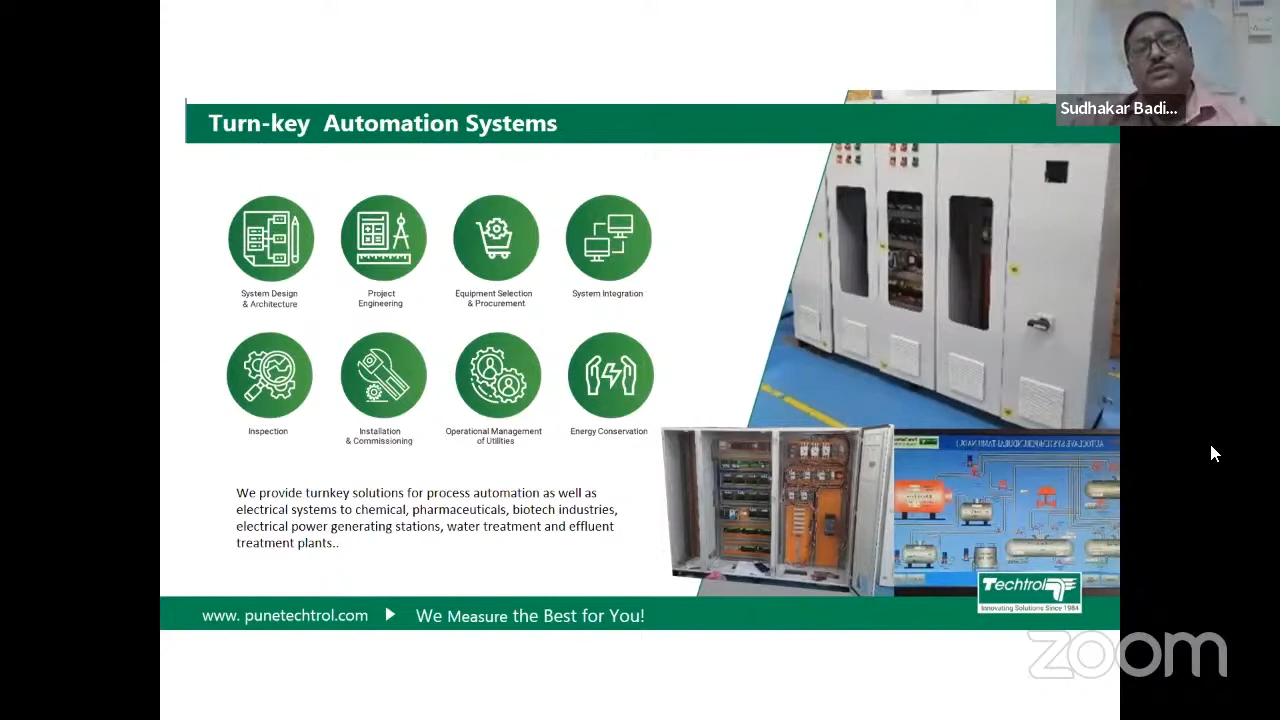 Sudhakar Badi...
Turn-key Automation Systems
System Design
& Architecture
Project
Engineering
Equipment Selection
& Procurement
System Integration
Inspection
Installation
& Commissioning
Operational Management
of Utilities
Energy Conservation
We provide turnkey solutions for process automation as well as
electrical systems to chemical, pharmaceuticals, biotech industries,
electrical power generating stations, water treatment and effluent
treatment plants..
Techtrol
Innovating Solutions Since 1984
www. punetechtrol.com
We Measure the Best for You!
zoom